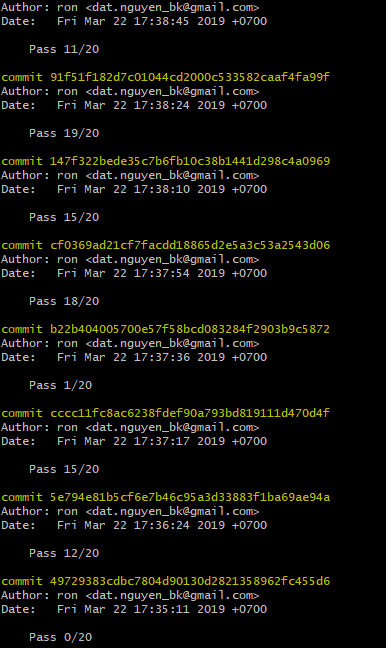 Author: ron <dat.nguyen_bk@gmail.com>
Date:   Fri Mar 22 17:38:45 2019 +0700
Pass 11/20
commit 91f51f182d7c01044cd2000c533582caaf4fa99f
Author: ron <dat.nguyen_bk@gmail.com>
Date:   Fri Mar 22 17:38:24 2019 +0700
Pass 19/20
commit 147f322bede35c7b6fb10c38b1441d298c4a0969
Author: ron <dat.nguyen_bk@gmail.com>
Date:   Fri Mar 22 17:38:10 2019 +0700
Pass 15/20
commit cf0369ad21cf7facdd18865d2e5a3c53a2543d06
Author: ron <dat.nguyen_bk@gmail.com>
Date:   Fri Mar 22 17:37:54 2019 +0700
Pass 18/20
commit b22b404005700e57f58bcd083284f2903b9c5872
Author: ron <dat.nguyen_bk@gmail.com>
Date:   Fri Mar 22 17:37:36 2019 +0700
Pass 1/20
commit cccc11fc8ac6238fdef90a793bd819111d470d4f
Author: ron <dat.nguyen_bk@gmail.com>
Date:   Fri Mar 22 17:37:17 2019 +0700
Pass 15/20
commit 5e794e81b5cf6e7b46c95a3d33883f1ba69ae94a
Author: ron <dat.nguyen_bk@gmail.com>
Date:   Fri Mar 22 17:36:24 2019 +0700
Pass 12/20
commit 49729383cdbc7804d90130d2821358962fc455d6
Author: ron <dat.nguyen_bk@gmail.com>
Date:   Fri Mar 22 17:35:11 2019 +0700
Pass 0/20